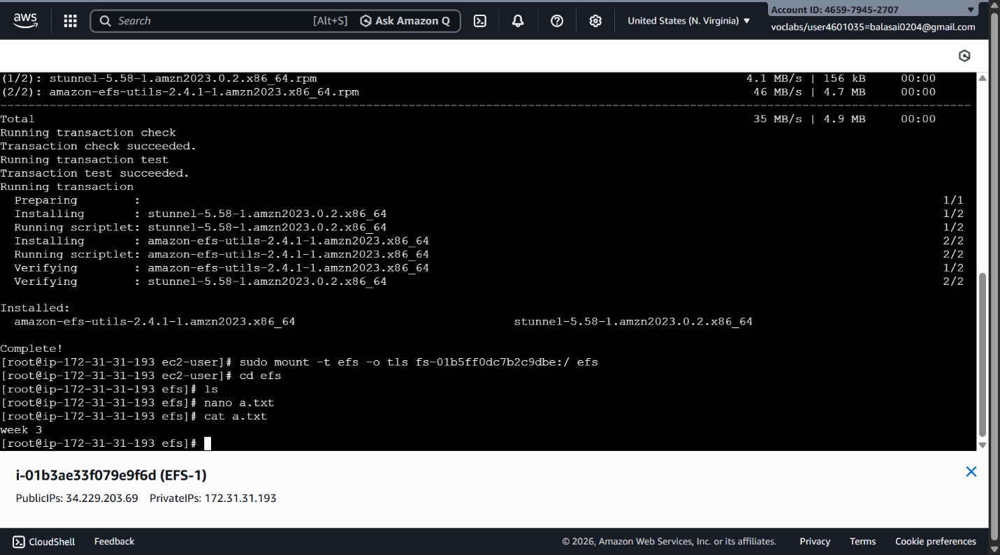 aws
Search [Alt+S] Ask Amazon Q United States (N. Virginia) ▼ Account ID: 4659-7945-2707 ▼
voclabs/user4601035=balasai0204@gmail.com
(1/2): stunnel-5.58-1.amzn2023.0.2.x86_64.rpm 4.1 MB/s | 156 kB 00:00
(2/2): amazon-efs-utils-2.4.1-1.amzn2023.x86_64.rpm 46 MB/s | 4.7 MB 00:00
--------------------------------------------------------------------------------
Total 35 MB/s | 4.9 MB 00:00
Running transaction check
Transaction check succeeded.
Running transaction test
Transaction test succeeded.
Running transaction
Preparing : 1/1
Installing : stunnel-5.58-1.amzn2023.0.2.x86_64 1/2
Running scriptlet: stunnel-5.58-1.amzn2023.0.2.x86_64 1/2
Installing : amazon-efs-utils-2.4.1-1.amzn2023.x86_64 2/2
Running scriptlet: amazon-efs-utils-2.4.1-1.amzn2023.x86_64 2/2
Verifying : amazon-efs-utils-2.4.1-1.amzn2023.x86_64 1/2
Verifying : stunnel-5.58-1.amzn2023.0.2.x86_64 2/2
Installed:
amazon-efs-utils-2.4.1-1.amzn2023.x86_64 stunnel-5.58-1.amzn2023.0.2.x86_64
Complete!
[root@ip-172-31-31-193 ec2-user]# sudo mount -t efs -o tls fs-01b5ff0dc7b2c9dbe:/ efs
[root@ip-172-31-31-193 ec2-user]# cd efs
[root@ip-172-31-31-193 efs]# ls
[root@ip-172-31-31-193 efs]# nano a.txt
[root@ip-172-31-31-193 efs]# cat a.txt
week 3
[root@ip-172-31-31-193 efs]#
i-01b3ae33f079e9f6d (EFS-1)
PublicIPs: 34.229.203.69 PrivateIPs: 172.31.31.193
CloudShell Feedback © 2026, Amazon Web Services, Inc. or its affiliates. Privacy Terms Cookie preferences